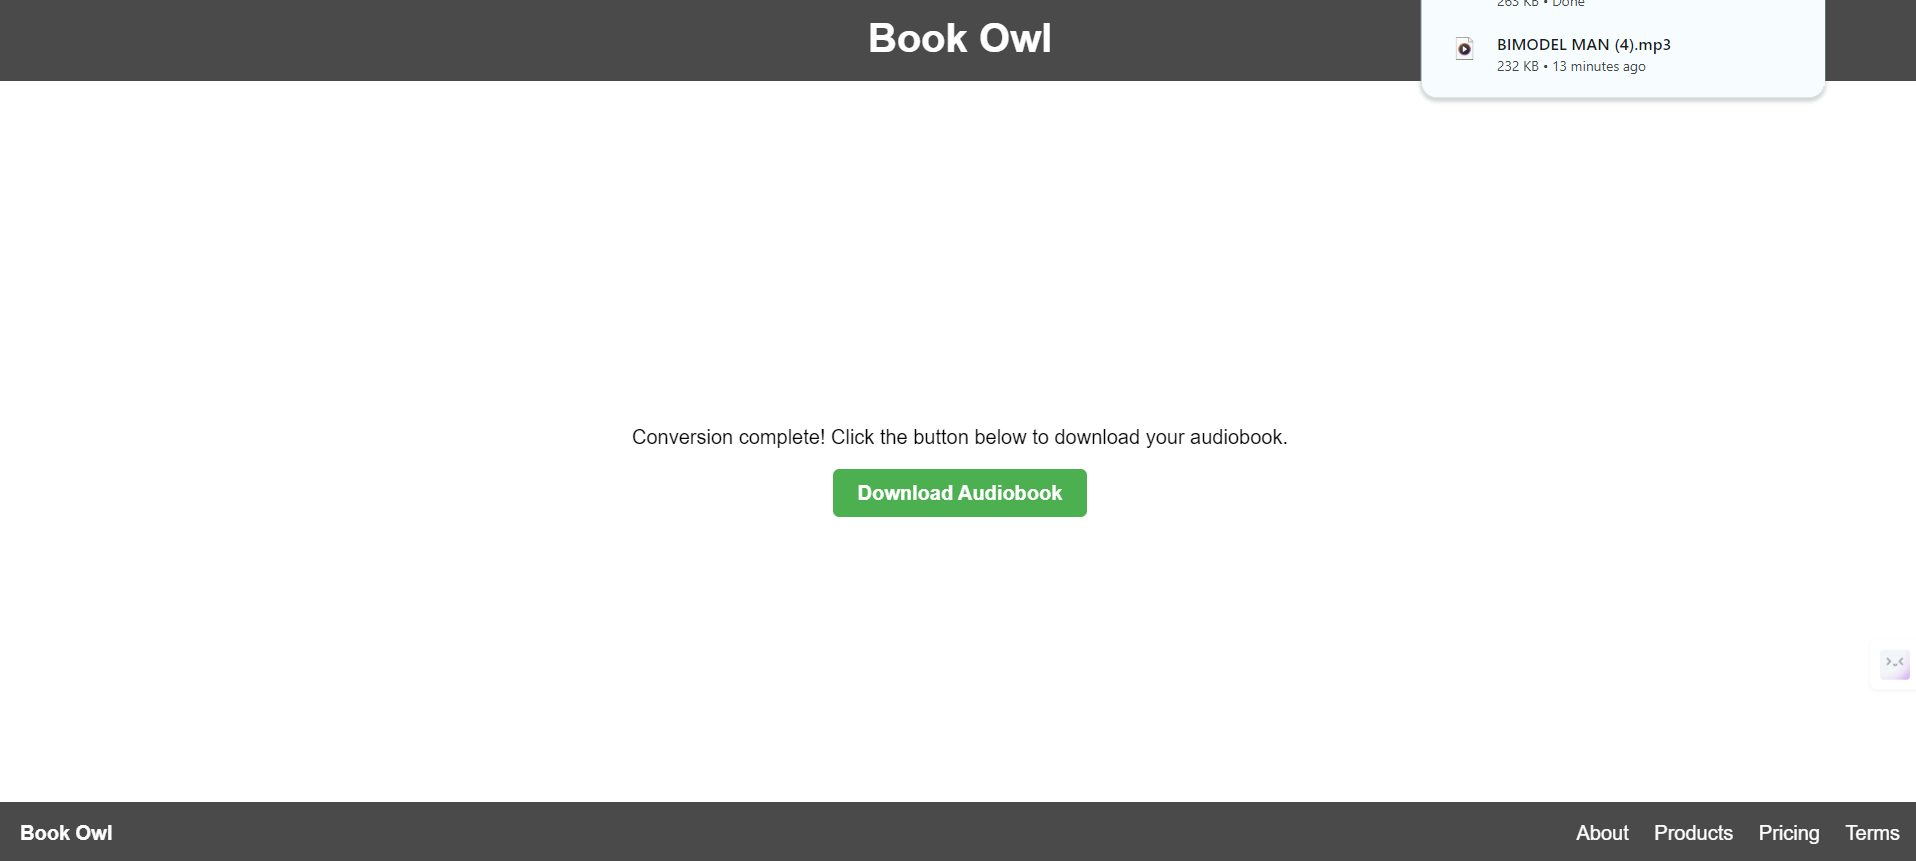 Book Owl
263 KB • Done
BIMODEL MAN (4).mp3
232 KB • 13 minutes ago
Conversion complete! Click the button below to download your audiobook.
Download Audiobook
Book Owl
About Products Pricing Terms